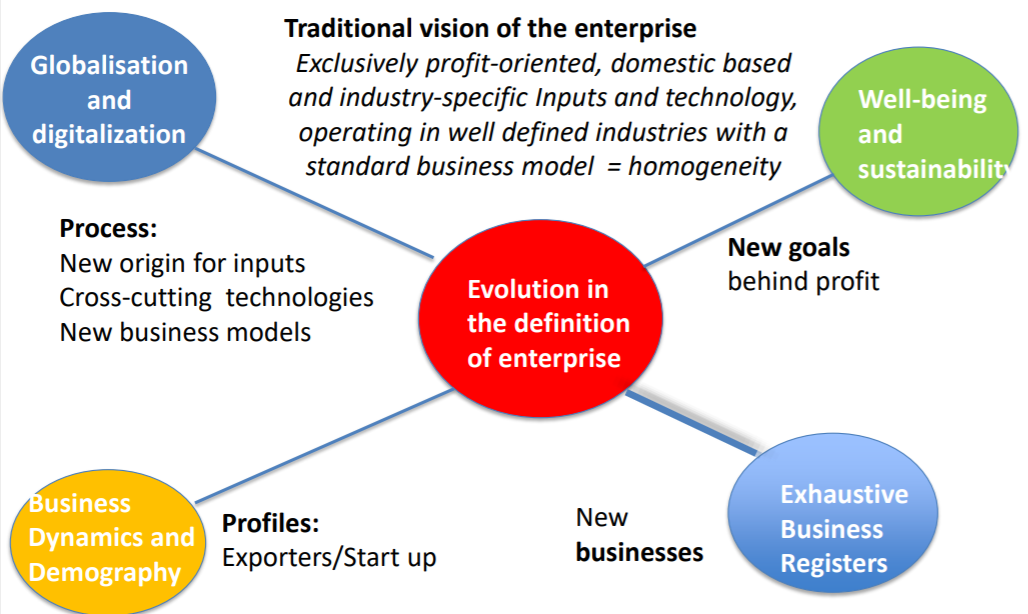 Globalisation
and
digitalization
Traditional vision of the enterprise
Exclusively profit-oriented, domestic based
and industry-specific Inputs and technology,
operating in well defined industries with a
standard business model = homogeneity
Well-being
and
sustainability
Process:
New origin for inputs
Cross-cutting technologies
New business models
New goals
behind profit
Evolution in
the definition
of enterprise
Business
Dynamics and
Demography
Profiles:
Exporters/Start up
New
businesses
Exhaustive
Business
Registers